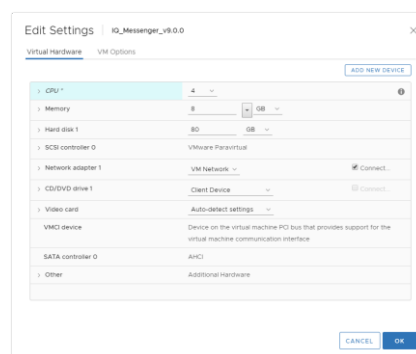 Edit Settings | IQ_Messenger_v9.0.0 ×
Virtual Hardware VM Options
ADD NEW DEVICE
> CPU * 4
> Memory 8 GB
> Hard disk 1 80 GB
> SCSI controller 0 VMware Paravirtual
> Network adapter 1 VM Network Connect...
> CD/DVD drive 1 Client Device Connect...
> Video card Auto-detect settings
VMCI device Device on the virtual machine PCI bus that provides support for the
virtual machine communication interface
SATA controller 0 AHCI
> Other Additional Hardware
CANCEL OK